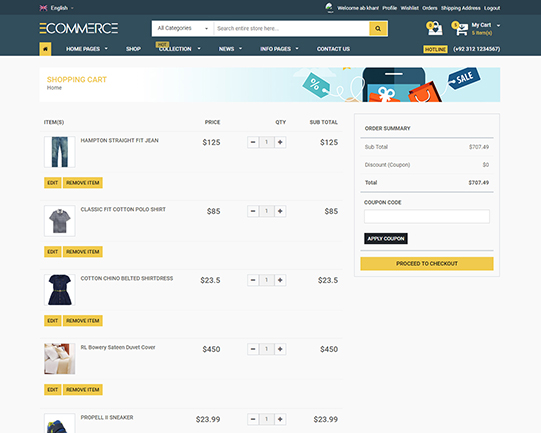 English
Welcome ab khan! Profile Wishlist Orders Shipping Address Logout
ECOMMERCE
All Categories
Search entire store here...
0
5
My Cart
5 Item(s)
HOME PAGES
SHOP
HOT
COLLECTION
NEWS
INFO PAGES
CONTACT US
HOTLINE
(+92 312 1234567)
SHOPPING CART
Home
%
SALE
ITEM(S) PRICE QTY SUB TOTAL
HAMPTON STRAIGHT FIT JEAN $125 1 $125
EDIT REMOVE ITEM
CLASSIC FIT COTTON POLO SHIRT $85 1 $85
EDIT REMOVE ITEM
COTTON CHINO BELTED SHIRTDRESS $23.5 1 $23.5
EDIT REMOVE ITEM
RL Bowery Sateen Duvet Cover $450 1 $450
EDIT REMOVE ITEM
PROPELL II SNEAKER $23.99 1 $23.99
ORDER SUMMARY
Sub Total $707.49
Discount (Coupon) $0
Total $707.49
COUPON CODE
APPLY COUPON
PROCEED TO CHECKOUT